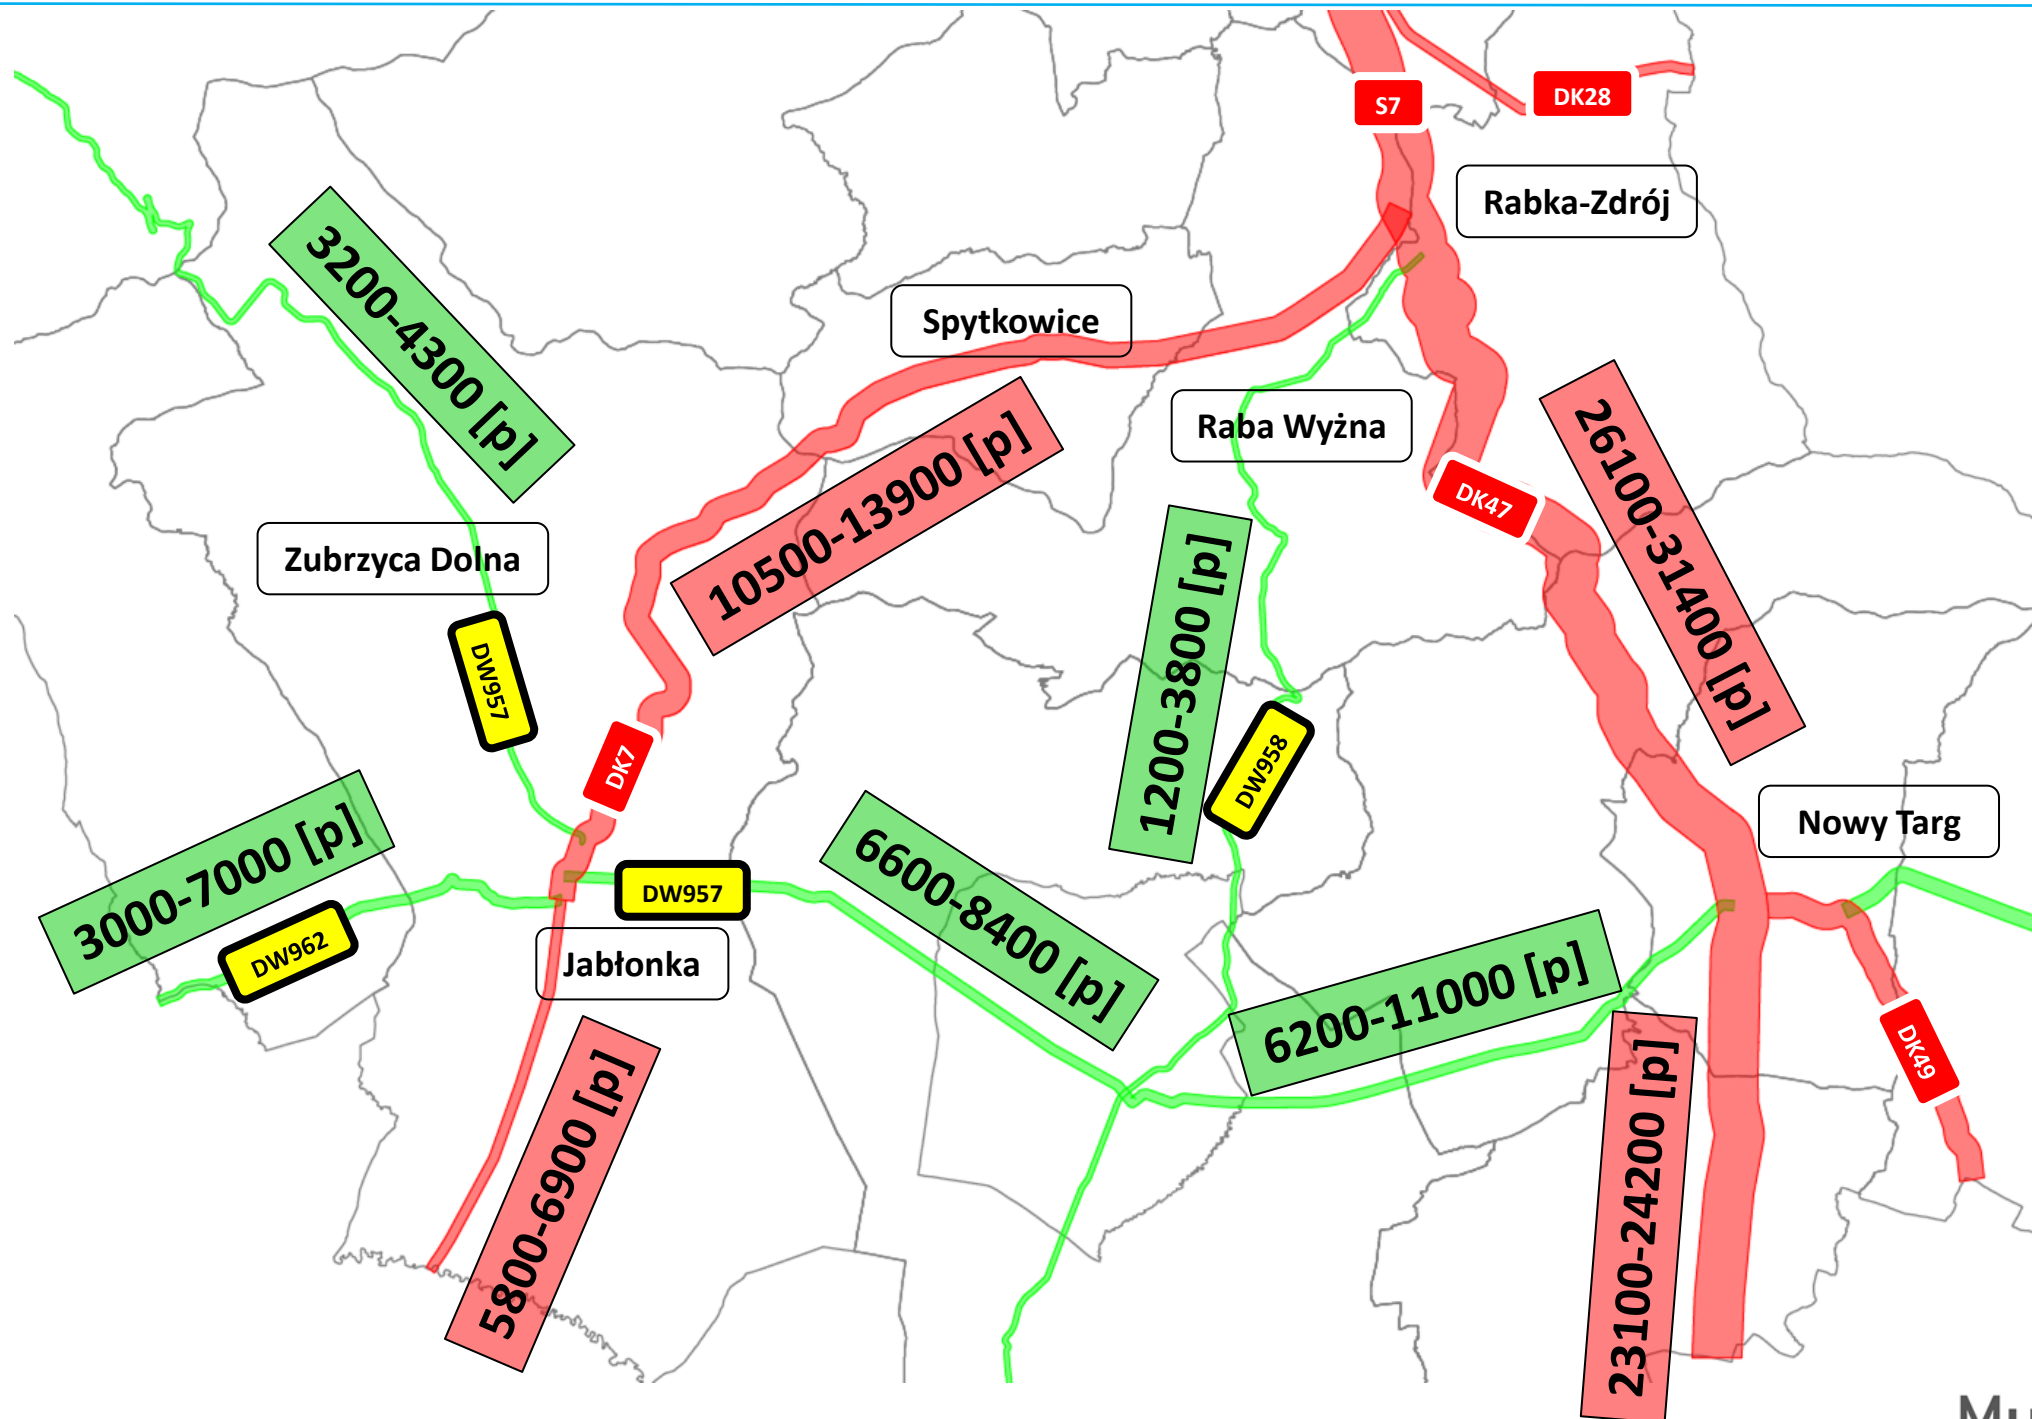 S7
DK28
Rabka-Zdrój
3200-4300 [p]
Spytkowice
Raba Wyżna
26100-31400 [p]
10500-13900 [p]
DK47
Zubrzyca Dolna
1200-3800 [p]
DW957
DK7
DW958
Nowy Targ
3000-7000 [p]
6600-8400 [p]
DW957
DW962
Jabłonka
6200-11000 [p]
DK49
5800-6900 [p]
23100-24200 [p]